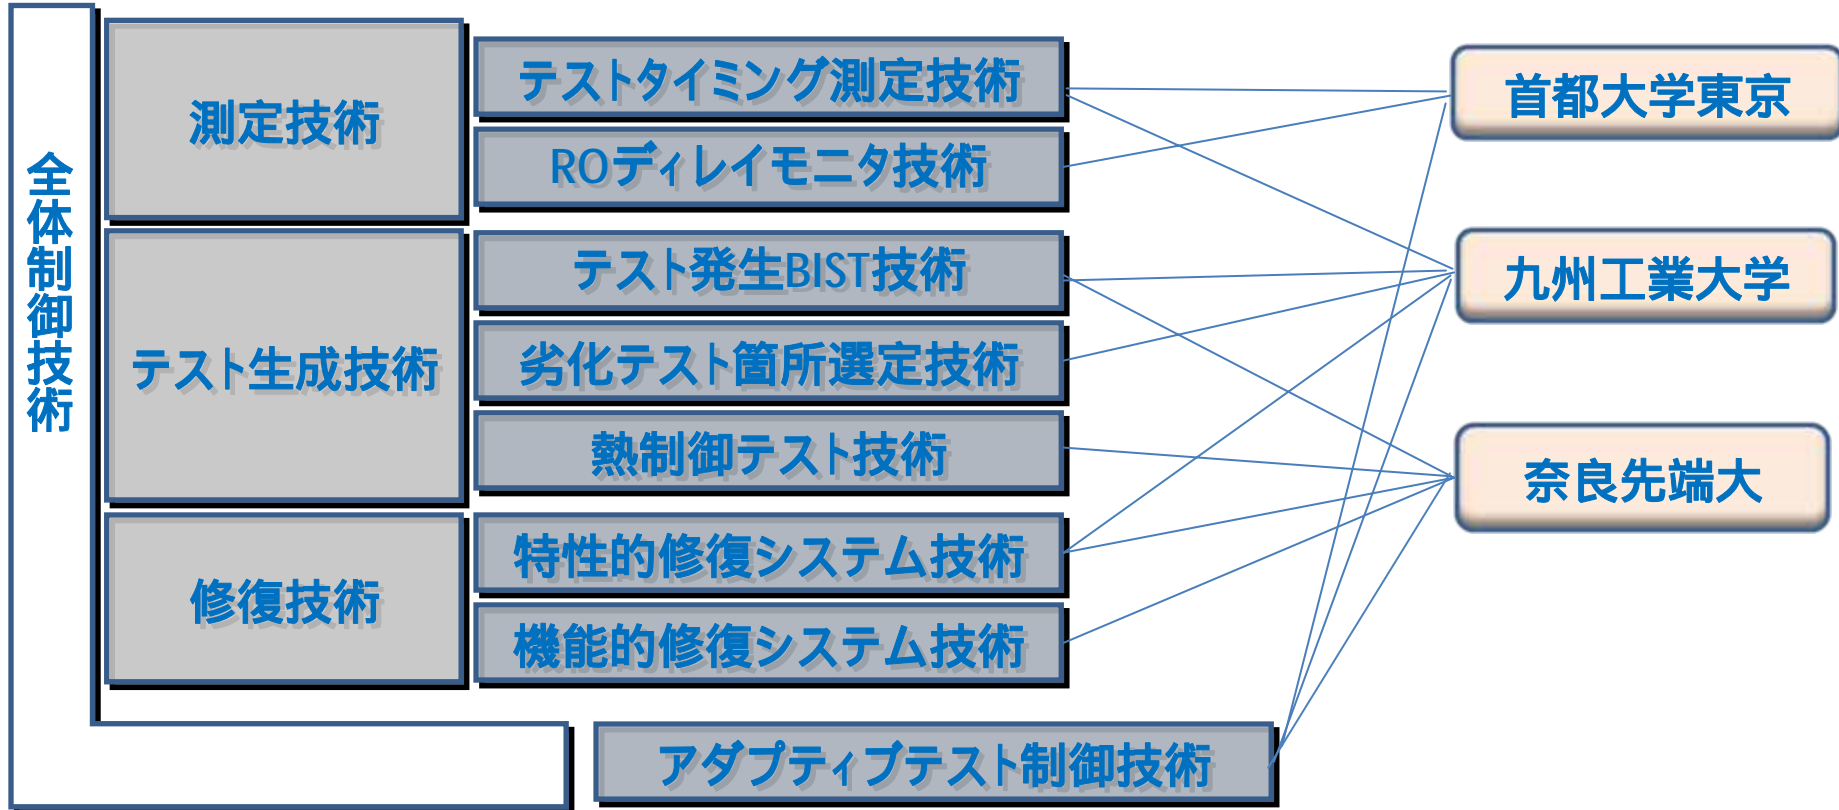 全体制御技術
測定技術
テストタイミング測定技術
ROディレイモニタ技術
テスト生成技術
テスト発生BIST技術
劣化テスト箇所選定技術
熱制御テスト技術
修復技術
特性的修復システム技術
機能的修復システム技術
アダプティブテスト制御技術
首都大学東京
九州工業大学
奈良先端大